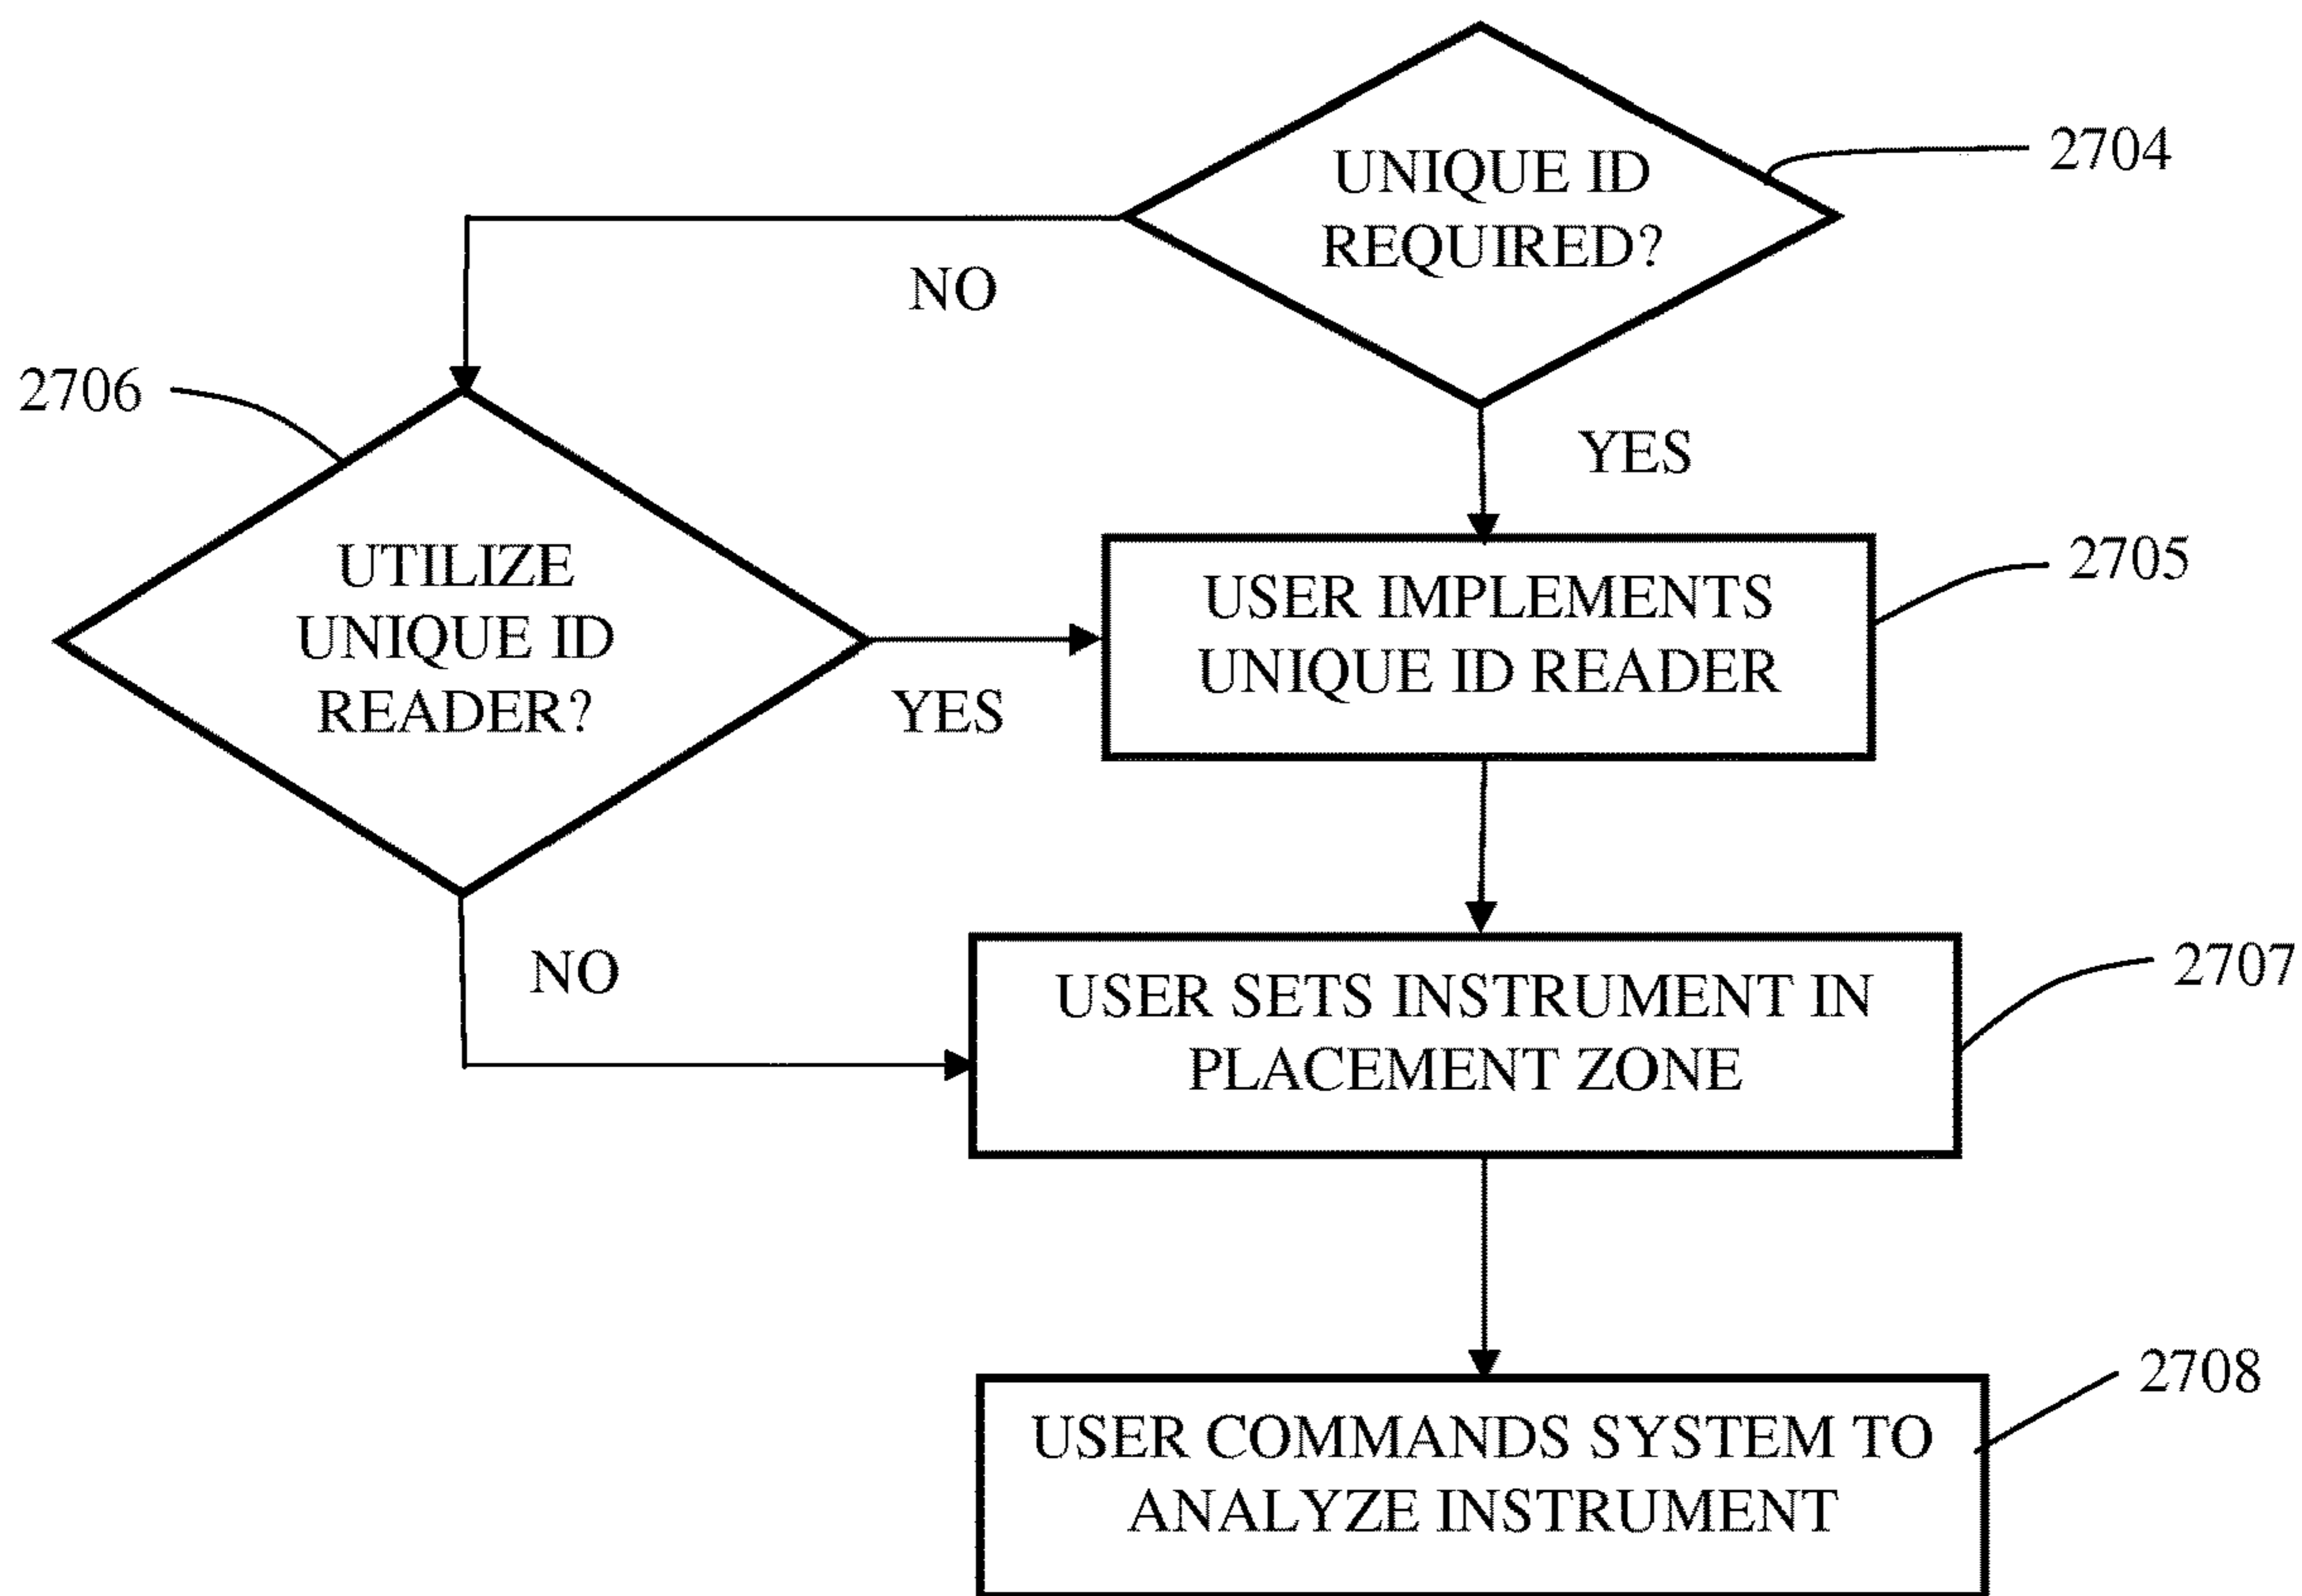 UNIQUE ID
REQUIRED?
2704
NO
2706
YES
UTILIZE
UNIQUE ID
READER?
YES
USER IMPLEMENTS
UNIQUE ID READER
2705
NO
USER SETS INSTRUMENT IN
PLACEMENT ZONE
2707
USER COMMANDS SYSTEM TO
ANALYZE INSTRUMENT
2708